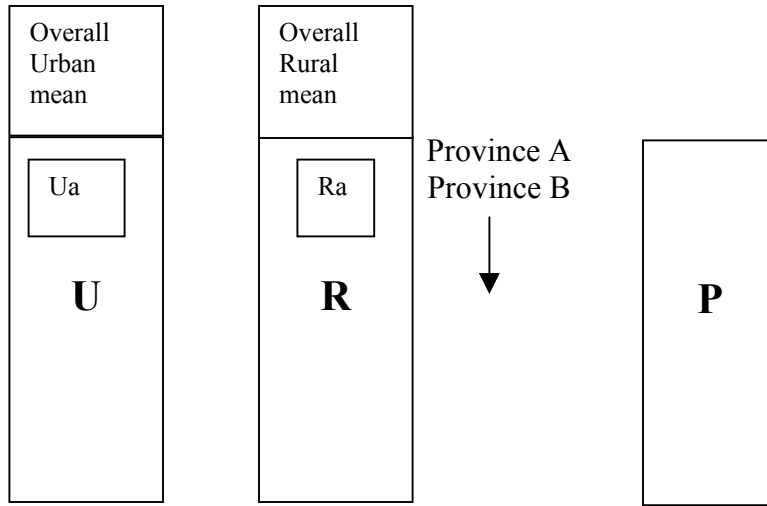 Overall
Urban
mean
Overall
Rural
mean
Province A
Province B
Ua
Ra
U
R
P